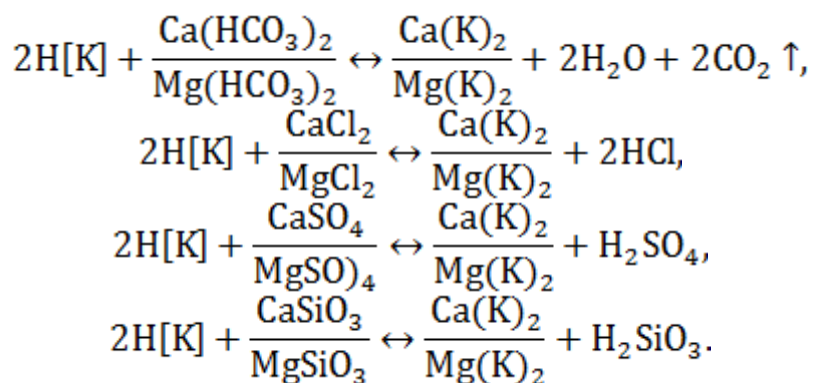 2H[K] + Ca(HCO₃)₂/Mg(HCO₃)₂ ↔ Ca(K)₂/Mg(K)₂ + 2H₂O + 2CO₂ ↑,
2H[K] + CaCl₂/MgCl₂ ↔ Ca(K)₂/Mg(K)₂ + 2HCl,
2H[K] + CaSO₄/MgSO)₄ ↔ Ca(K)₂/Mg(K)₂ + H₂SO₄,
2H[K] + CaSiO₃/MgSiO₃ ↔ Ca(K)₂/Mg(K)₂ + H₂SiO₃.